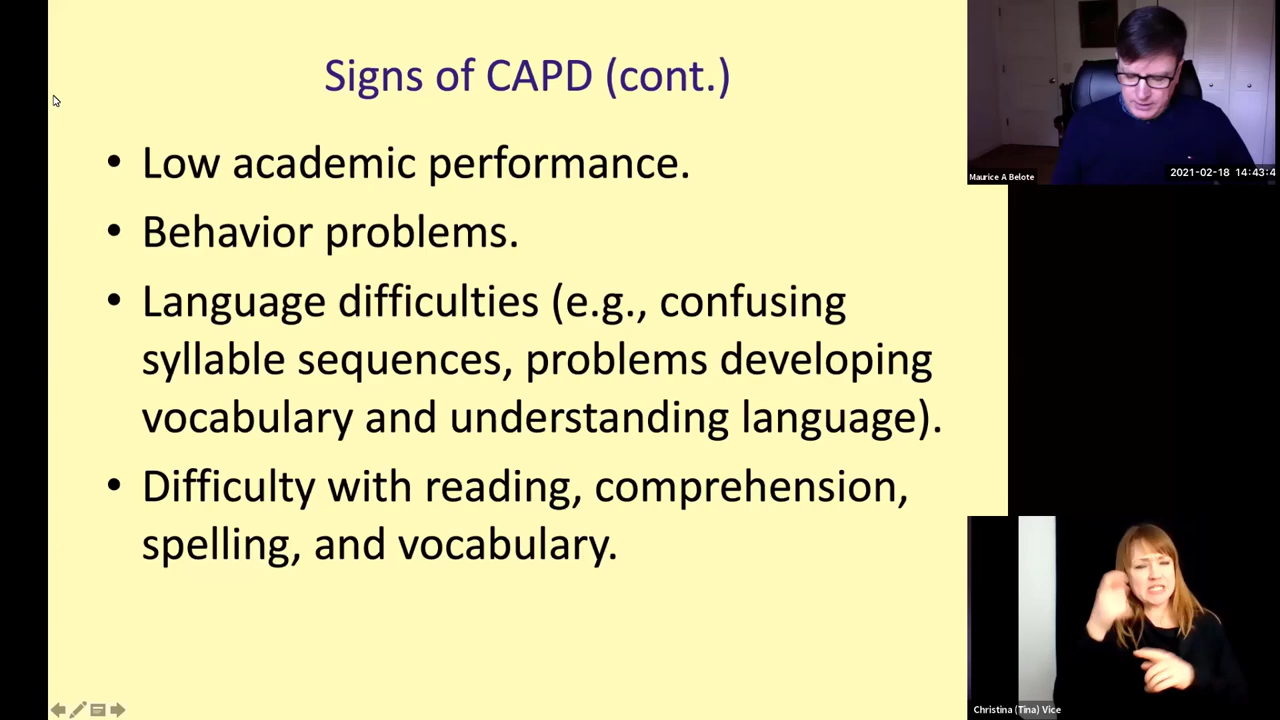 Signs of CAPD (cont.)
• Low academic performance.
• Behavior problems.
• Language difficulties (e.g., confusing
syllable sequences, problems developing
vocabulary and understanding language).
• Difficulty with reading, comprehension,
spelling, and vocabulary.
Maurice A Belote
2021-02-18 14:43:4
Christina (Tina) Vice